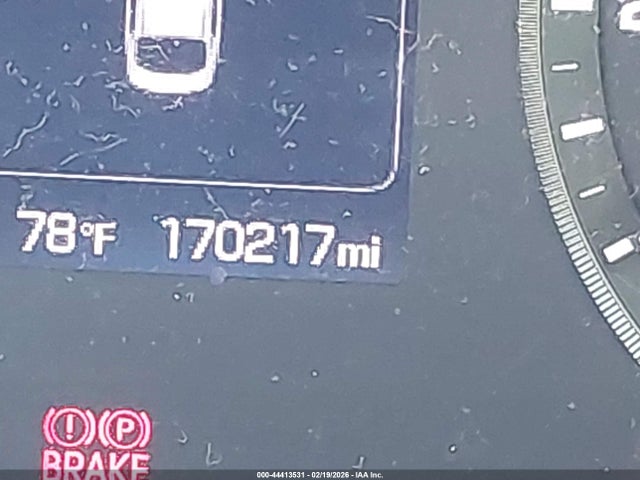 78°F 170217mi
(!) (P)
BRAKE
000-44413531 - 02/19/2026 - IAA Inc.